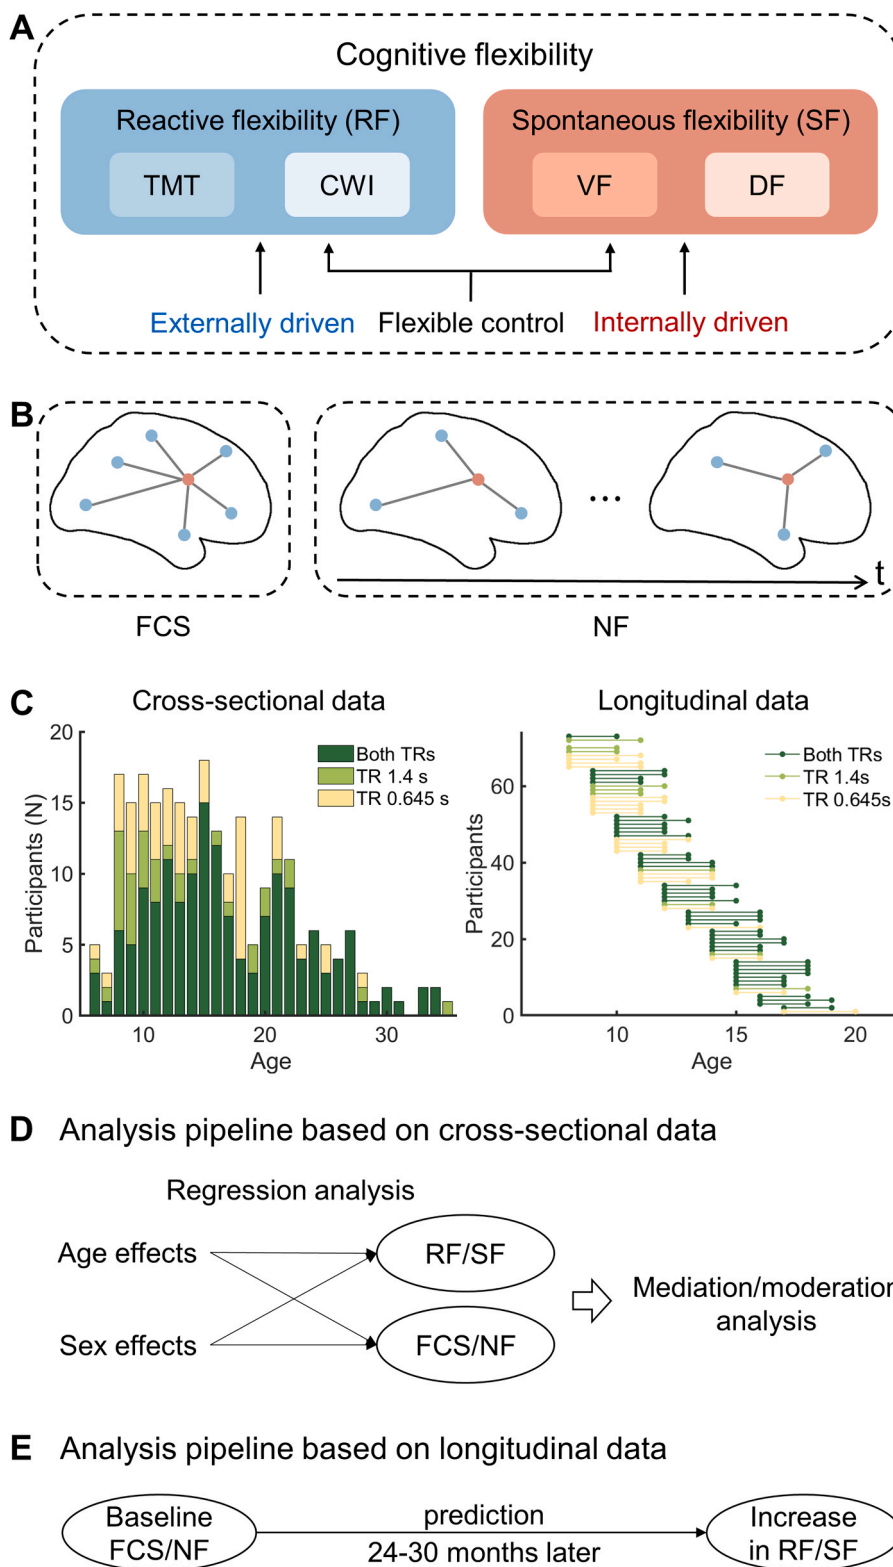 A
Cognitive flexibility
Reactive flexibility (RF)
Spontaneous flexibility (SF)
TMT
CWI
VF
DF
Externally driven
Flexible control
Internally driven
B
...
t
FCS
NF
C
Cross-sectional data
Longitudinal data
Participants (N)
20
15
10
5
0
Both TRs
TR 1.4 s
TR 0.645 s
10
20
30
Age
Participants
60
40
20
0
Both TRs
TR 1.4s
TR 0.645s
10
15
20
Age
D Analysis pipeline based on cross-sectional data
Regression analysis
Age effects
RF/SF
Sex effects
FCS/NF
Mediation/moderation
analysis
E Analysis pipeline based on longitudinal data
Baseline
FCS/NF
prediction
24-30 months later
Increase
in RF/SF